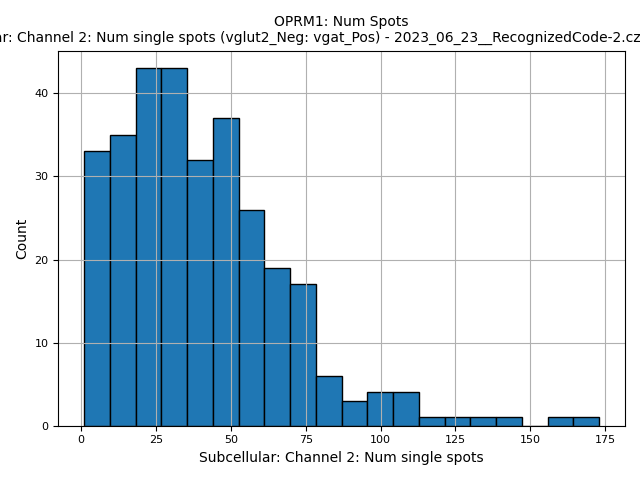 OPRM1: Num Spots
Channel 2: Num single spots (vglut2_Neg: vgat_Pos) - 2023_06_23__RecognizedCode-2.cz
40
30
20
10
0
Count
0 25 50 75 100 125 150 175
Subcellular: Channel 2: Num single spots